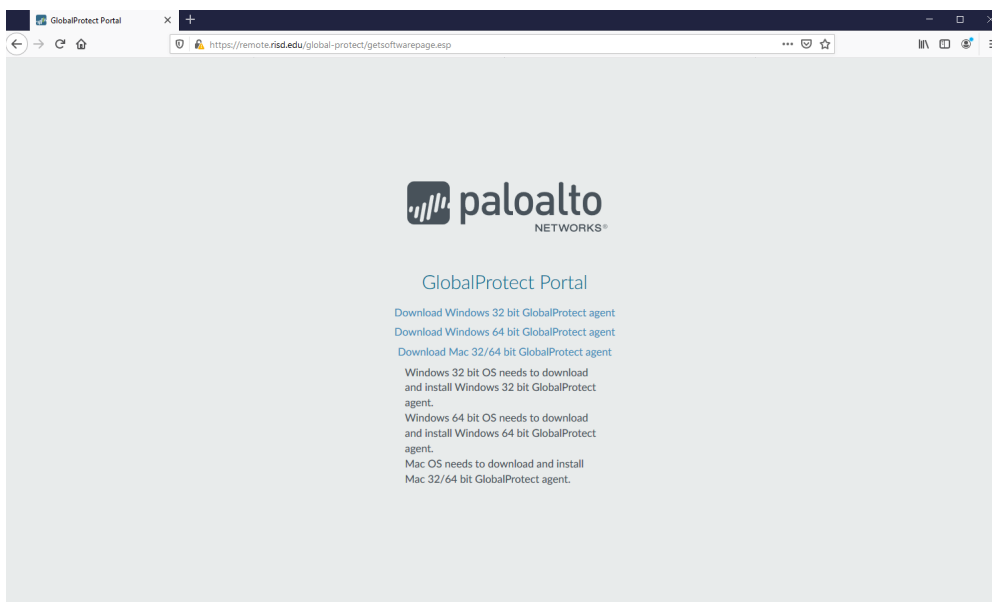 GlobalProtect Portal
https://remote.risd.edu/global-protect/getsoftwarepage.esp
paloalto
NETWORKS®
GlobalProtect Portal
Download Windows 32 bit GlobalProtect agent
Download Windows 64 bit GlobalProtect agent
Download Mac 32/64 bit GlobalProtect agent
Windows 32 bit OS needs to download
and install Windows 32 bit GlobalProtect
agent.
Windows 64 bit OS needs to download
and install Windows 64 bit GlobalProtect
agent.
Mac OS needs to download and install
Mac 32/64 bit GlobalProtect agent.